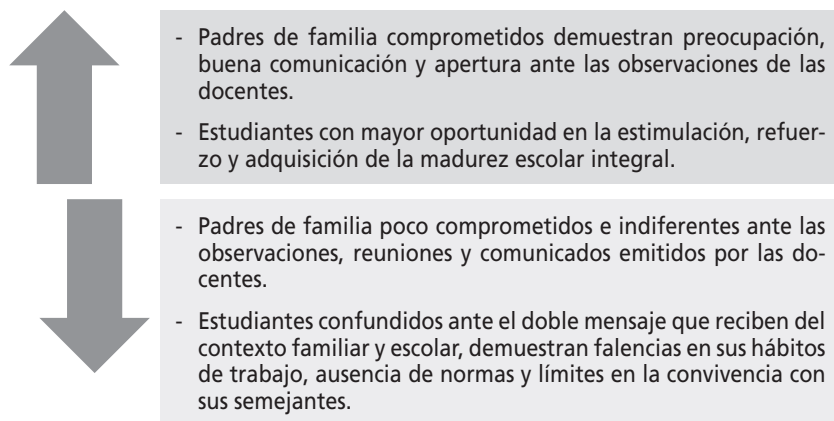 - Padres de familia comprometidos demuestran preocupación,
buena comunicación y apertura ante las observaciones de las
docentes.
- Estudiantes con mayor oportunidad en la estimulación, refuer-
zo y adquisición de la madurez escolar integral.
- Padres de familia poco comprometidos e indiferentes ante las
observaciones, reuniones y comunicados emitidos por las do-
centes.
- Estudiantes confundidos ante el doble mensaje que reciben del
contexto familiar y escolar, demuestran falencias en sus hábitos
de trabajo, ausencia de normas y límites en la convivencia con
sus semejantes.